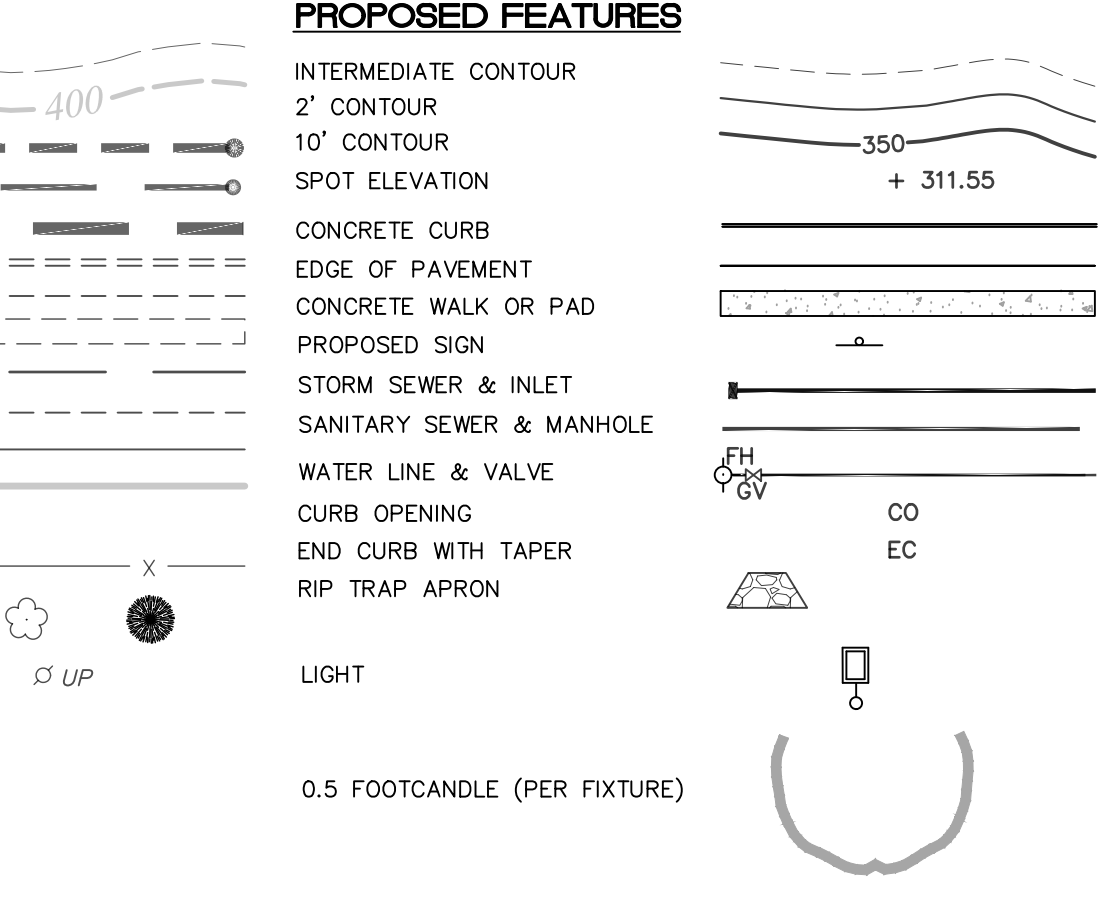 PROPOSED FEATURES
INTERMEDIATE CONTOUR
400
2' CONTOUR
10' CONTOUR
350
SPOT ELEVATION
+ 311.55
CONCRETE CURB
EDGE OF PAVEMENT
CONCRETE WALK OR PAD
PROPOSED SIGN
STORM SEWER & INLET
SANITARY SEWER & MANHOLE
FH
WATER LINE & VALVE
GV
CURB OPENING
CO
END CURB WITH TAPER
EC
X
RIP TRAP APRON
UP
LIGHT
0.5 FOOTCANDLE (PER FIXTURE)